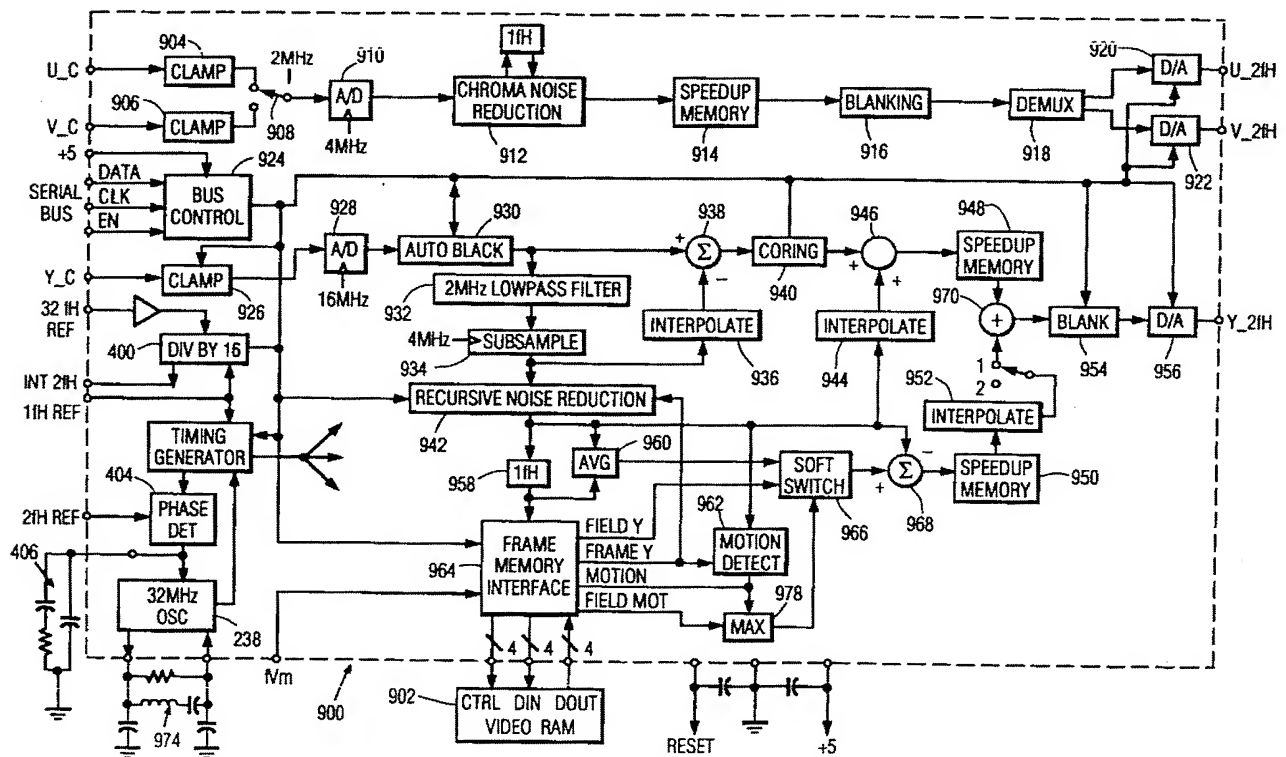 904
2MHz
910
1fH
920
U_C
CLAMP
A/D
CHROMA NOISE
REDUCTION
SPEEDUP
MEMORY
BLANKING
DEMUX
D/A
U_2fH
906
V_C
CLAMP
908
4MHz
912
914
916
918
D/A
V_2fH
922
+5
924
DATA
SERIAL
BUS
CLK
EN
BUS
CONTROL
928
930
938
946
948
A/D
AUTO BLACK
+
Σ
−
CORING
940
+
+
SPEEDUP
MEMORY
Y_C
CLAMP
926
16MHz
932
2MHz LOWPASS FILTER
970
+
BLANK
954
D/A
956
Y_2fH
32 fH
REF
400
DIV BY 16
4MHz
SUBSAMPLE
934
INTERPOLATE
936
INTERPOLATE
944
1
2
952
INT 2fH
1fH REF
RECURSIVE NOISE REDUCTION
942
INTERPOLATE
TIMING
GENERATOR
960
AVG
958
1fH
SOFT
SWITCH
966
−
Σ
+
968
SPEEDUP
MEMORY
950
404
2fH REF
PHASE
DET
962
406
964
FRAME
MEMORY
INTERFACE
FIELD Y
FRAME Y
MOTION
FIELD MOT
MOTION
DETECT
978
MAX
32MHz
OSC
238
4
4
4
fVm
900
902
CTRL DIN DOUT
VIDEO RAM
974
RESET
+5